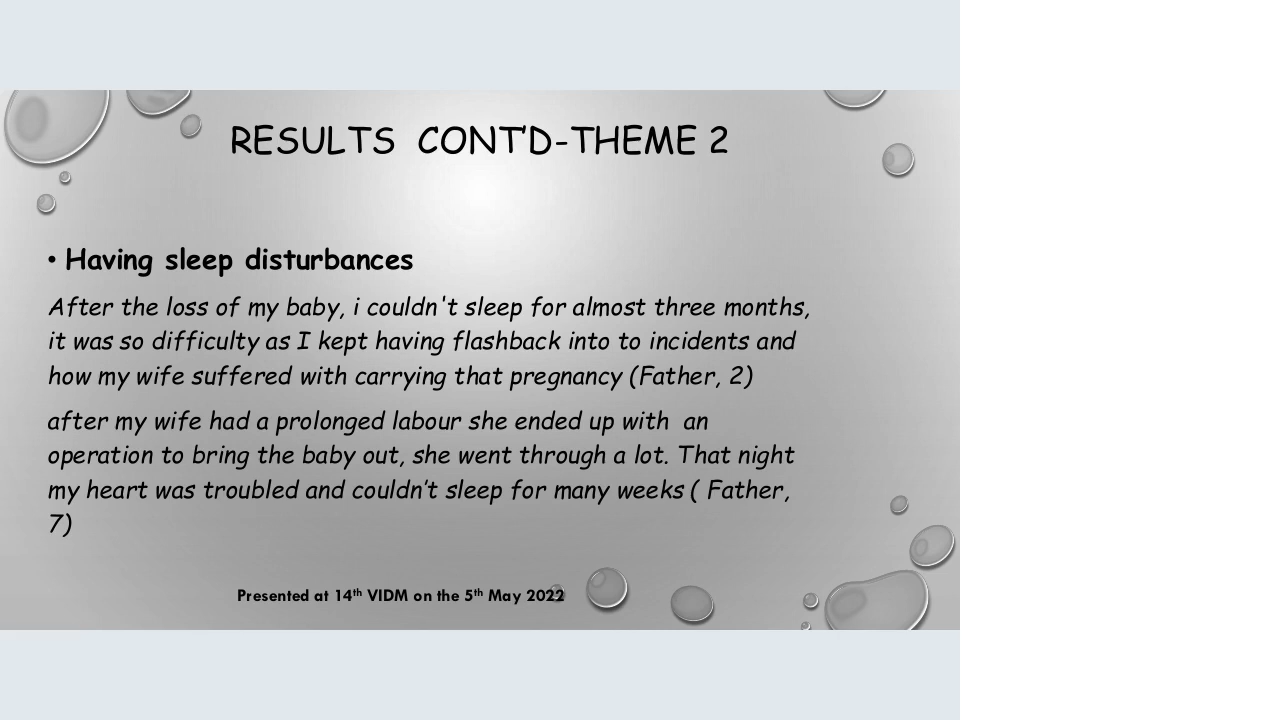 RESULTS CONT'D-THEME 2
• Having sleep disturbances
After the loss of my baby, i couldn't sleep for almost three months,
it was so difficulty as I kept having flashback into to incidents and
how my wife suffered with carrying that pregnancy (Father, 2)
after my wife had a prolonged labour she ended up with an
operation to bring the baby out, she went through a lot. That night
my heart was troubled and couldn’t sleep for many weeks ( Father,
7)
Presented at 14th VIDM on the 5th May 2022